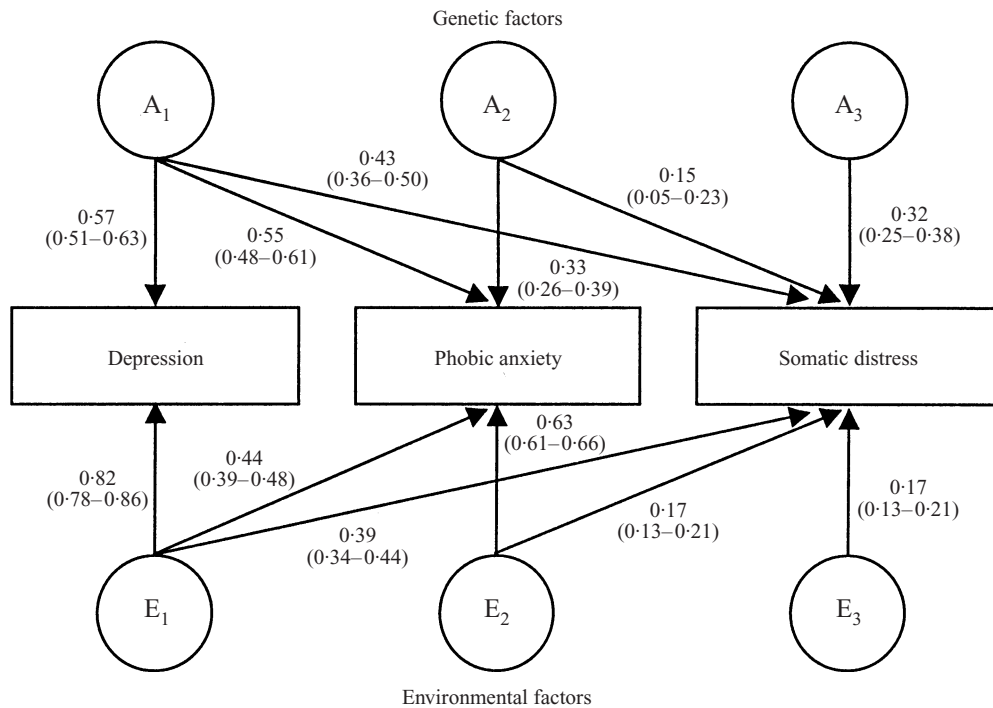 Genetic factors
A1
A2
A3
0·43
(0·36–0·50)
0·15
(0·05–0·23)
0·57
(0·51–0·63)
0·55
(0·48–0·61)
0·32
(0·25–0·38)
0·33
(0·26–0·39)
Depression
Phobic anxiety
Somatic distress
0·63
(0·61–0·66)
0·82
(0·78–0·86)
0·44
(0·39–0·48)
0·39
(0·34–0·44)
0·17
(0·13–0·21)
0·17
(0·13–0·21)
E1
E2
E3
Environmental factors